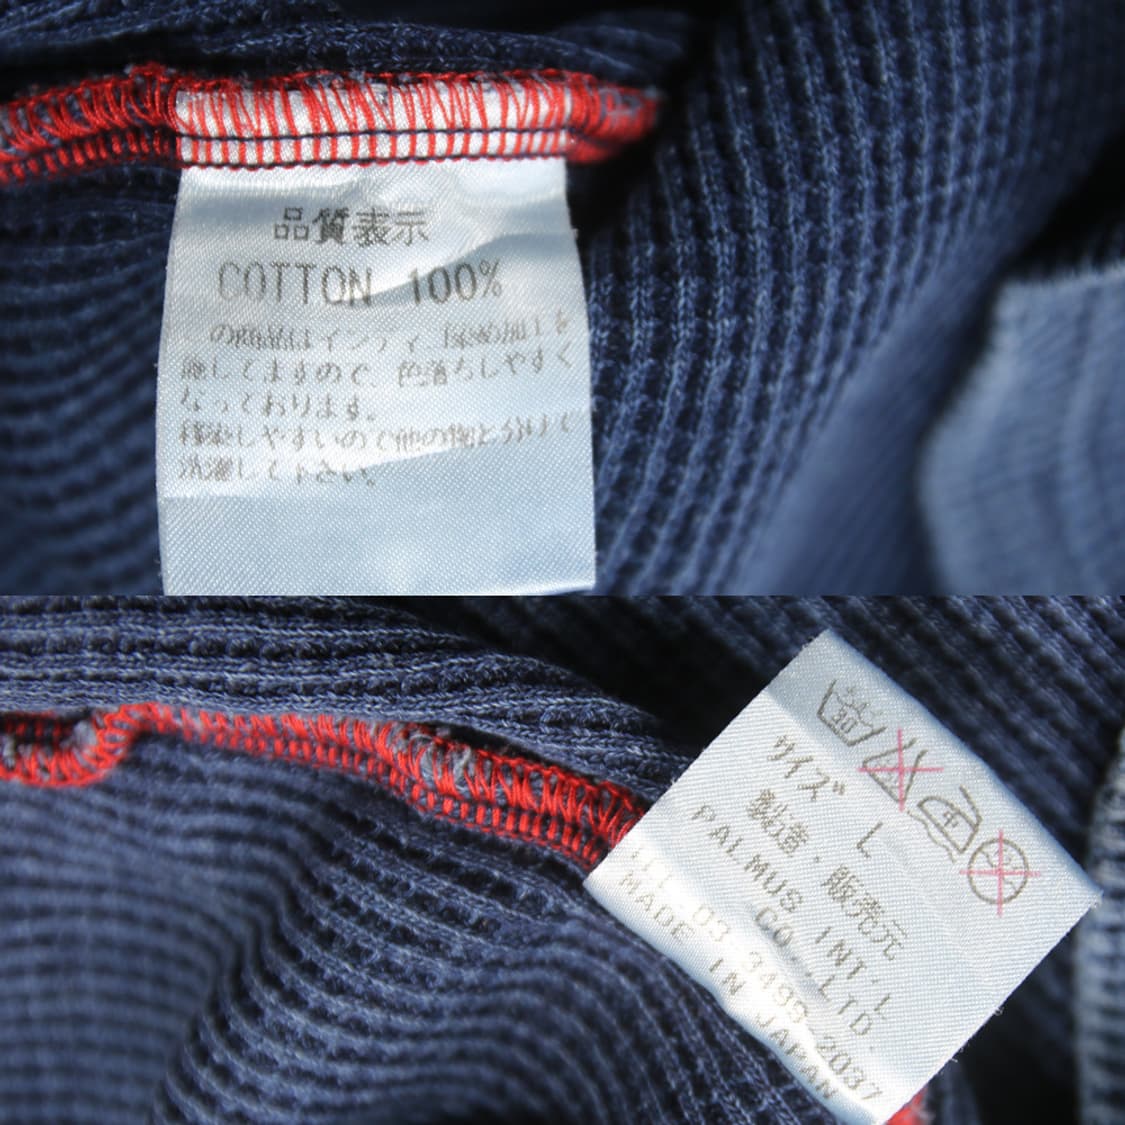 品質表示
COTTON 100%
の商品はインディ 染め加工を
施してますので、色落ちしやすく
なっております。
移染しやすいので他の物と分けて
洗濯して下さい。
サイズ L
製造・販売元
PALMUS INT'L
CO.,LTD.
TEL 03-3499-2037
MADE IN JAPAN